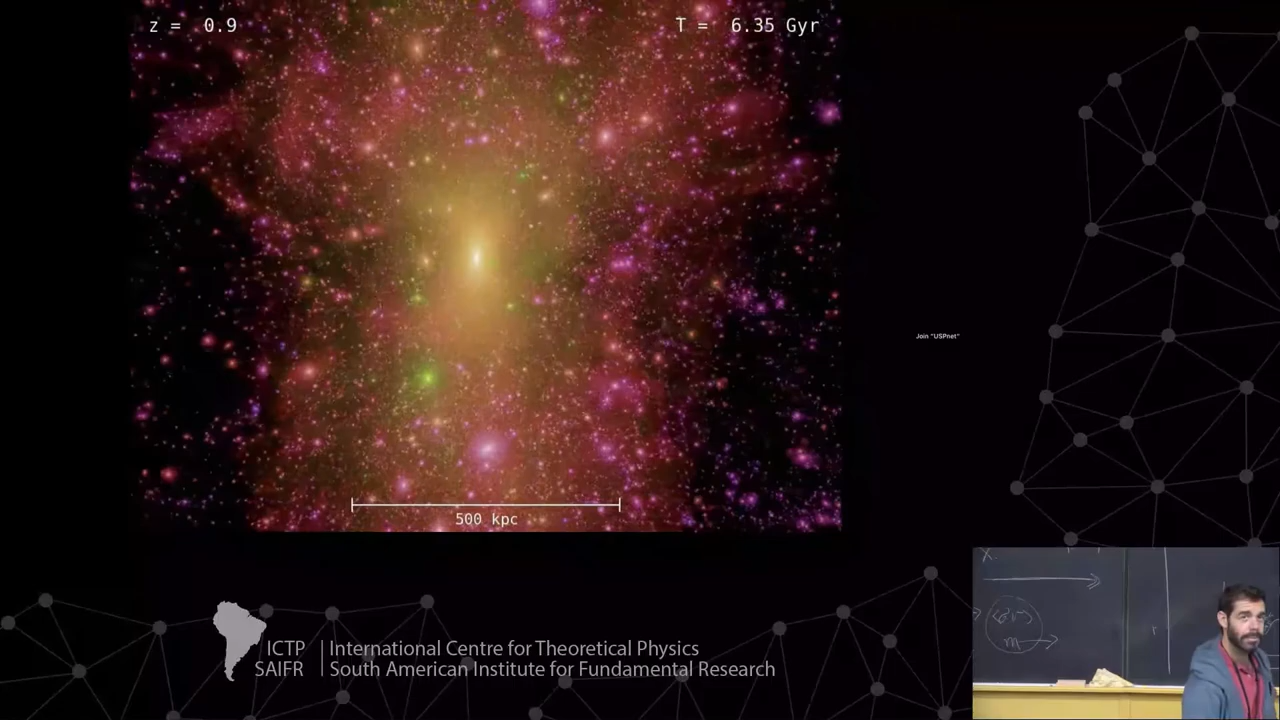 z = 0.9
T = 6.35 Gyr
Join "USPnet"
500 kpc
ICTP
SAIFR
International Centre for Theoretical Physics
South American Institute for Fundamental Research
X
m
r